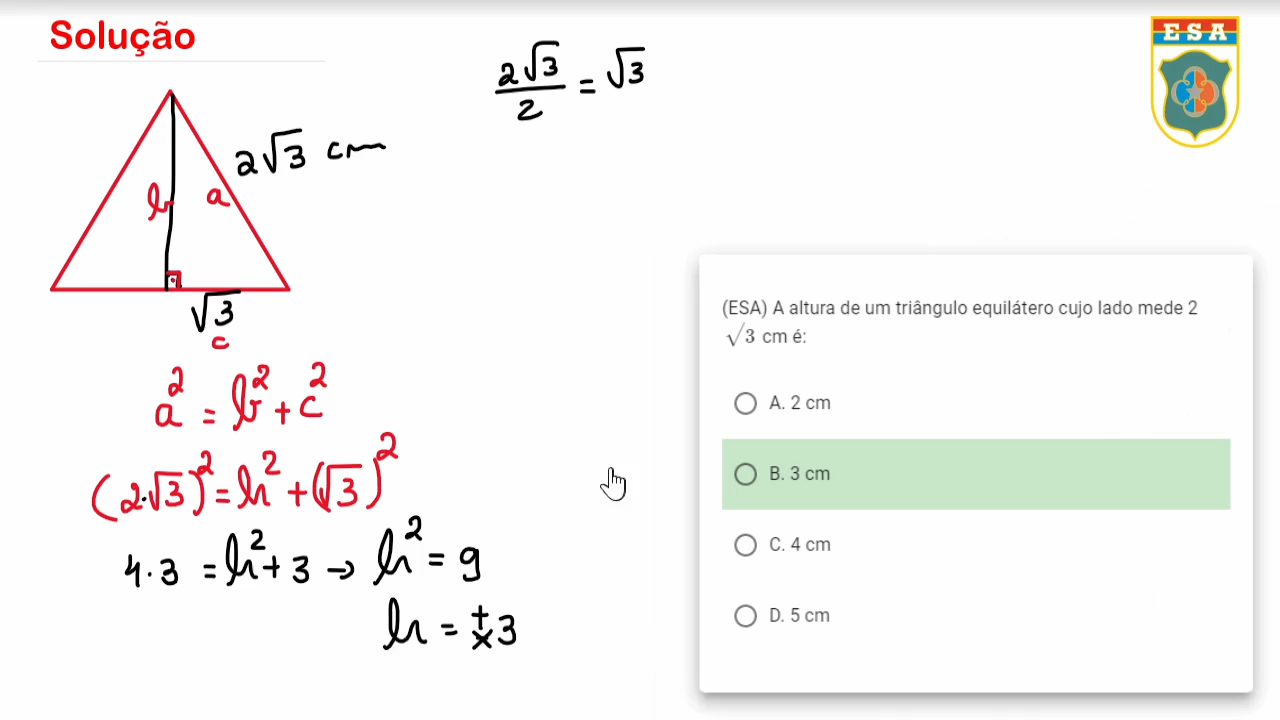 Solução
ESA
2√3/2 = √3
2√3 cm
h
a
√3
c
a² = b² + c²
(2·√3)² = h² + (√3)²
4·3 = h² + 3 → h² = 9
h = ±3
(ESA) A altura de um triângulo equilátero cujo lado mede 2
√3 cm é:
A. 2 cm
B. 3 cm
C. 4 cm
D. 5 cm